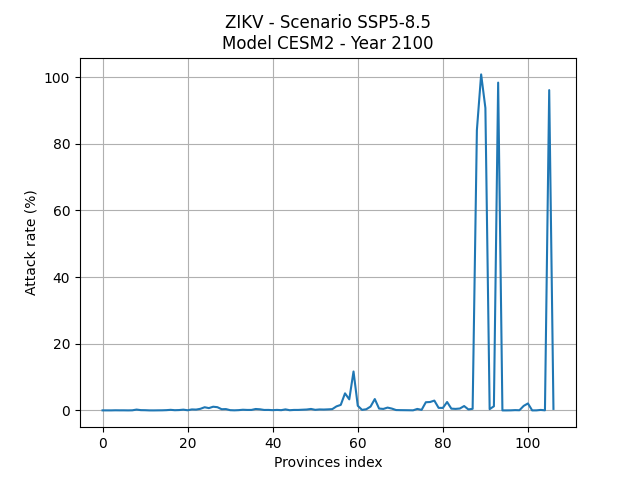 ZIKV - Scenario SSP5-8.5
Model CESM2 - Year 2100
Attack rate (%)
100
80
60
40
20
0
0 20 40 60 80 100
Provinces index